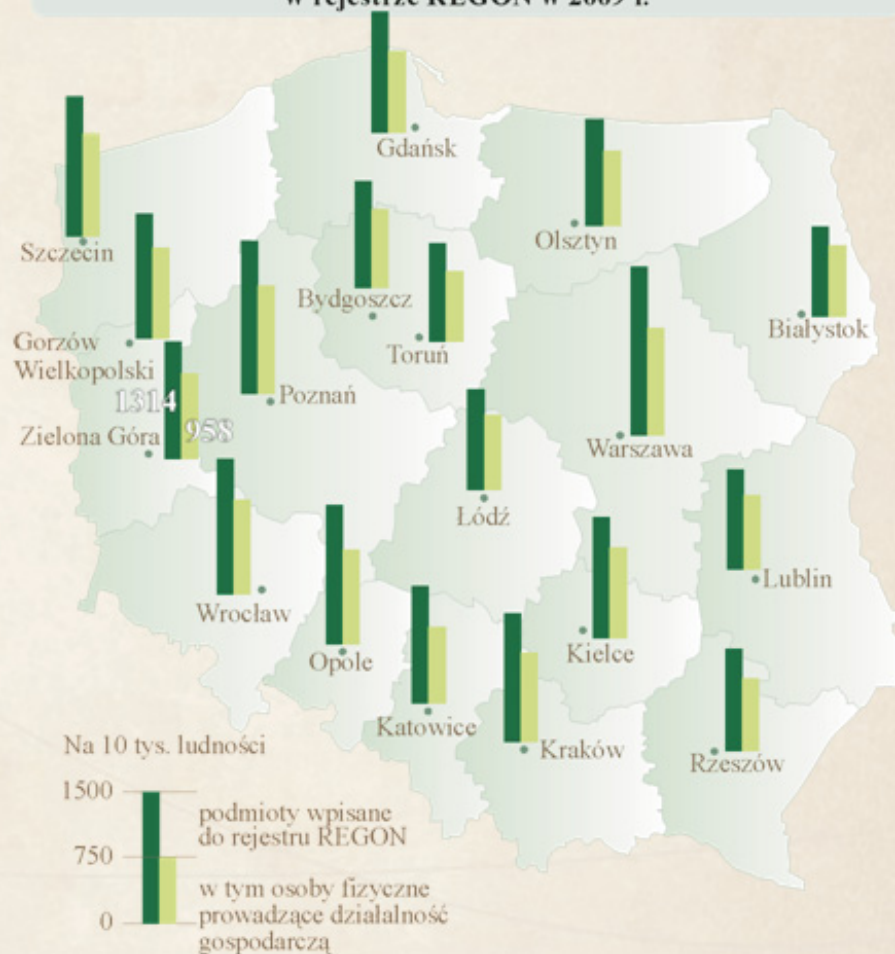 w rejestrze REGON w 2009 r.
Gdańsk
Szczecin
Olsztyn
Bydgoszcz
Białystok
Toruń
Gorzów
Wielkopolski
1314
Poznań
958
Zielona Góra
Warszawa
Łódź
Lublin
Wrocław
Kielce
Opole
Katowice
Kraków
Rzeszów
Na 10 tys. ludności
1500
podmioty wpisane
do rejestru REGON
750
w tym osoby fizyczne
prowadzące działalność
gospodarczą
0